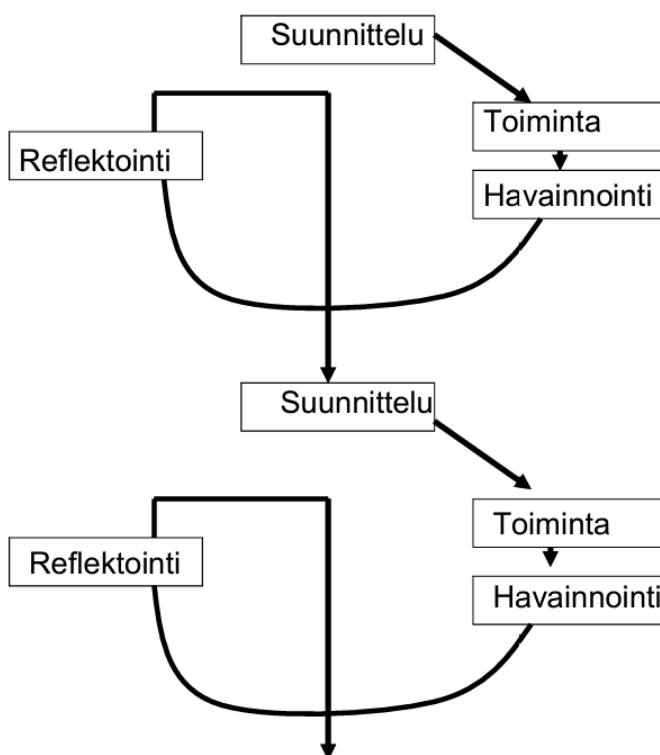 Suunnittelu
Toiminta
Reflektointi
Havainnointi
Suunnittelu
Toiminta
Reflektointi
Havainnointi